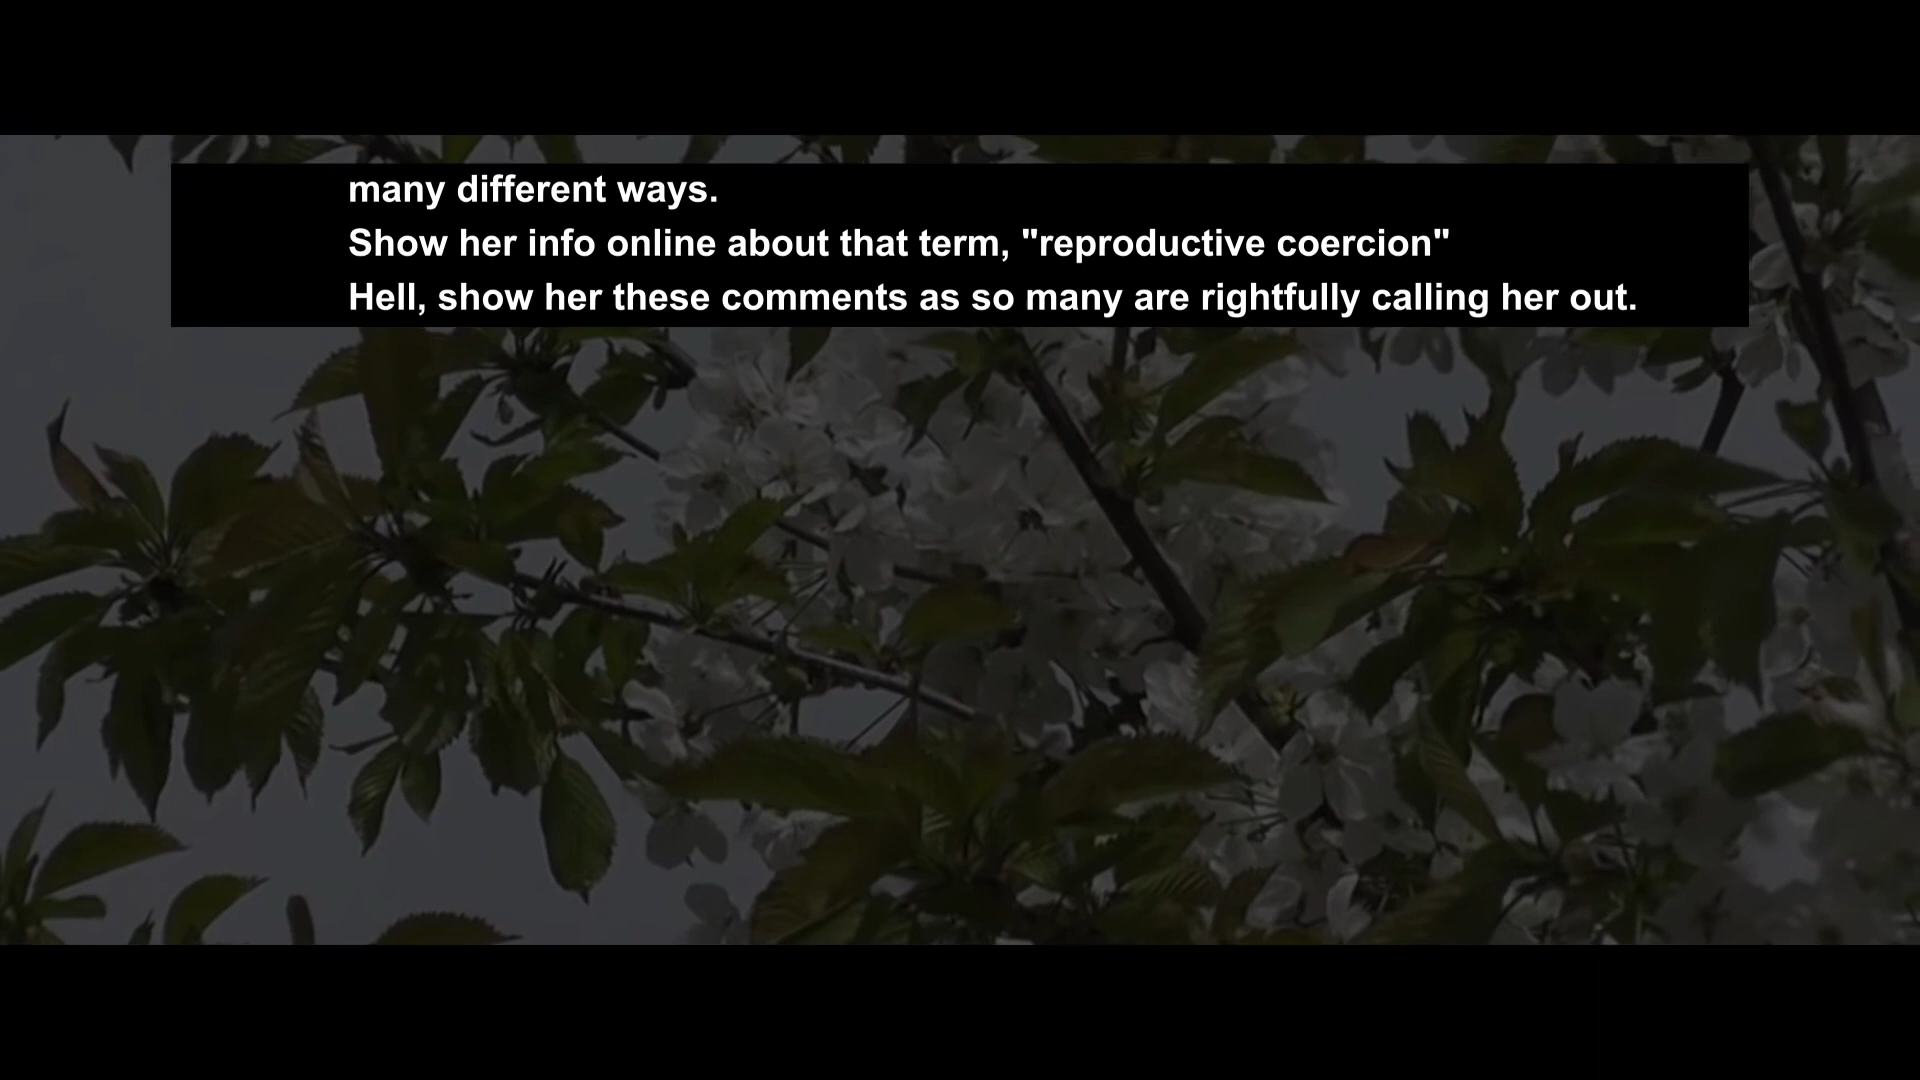 many different ways.
Show her info online about that term, "reproductive coercion"
Hell, show her these comments as so many are rightfully calling her out.